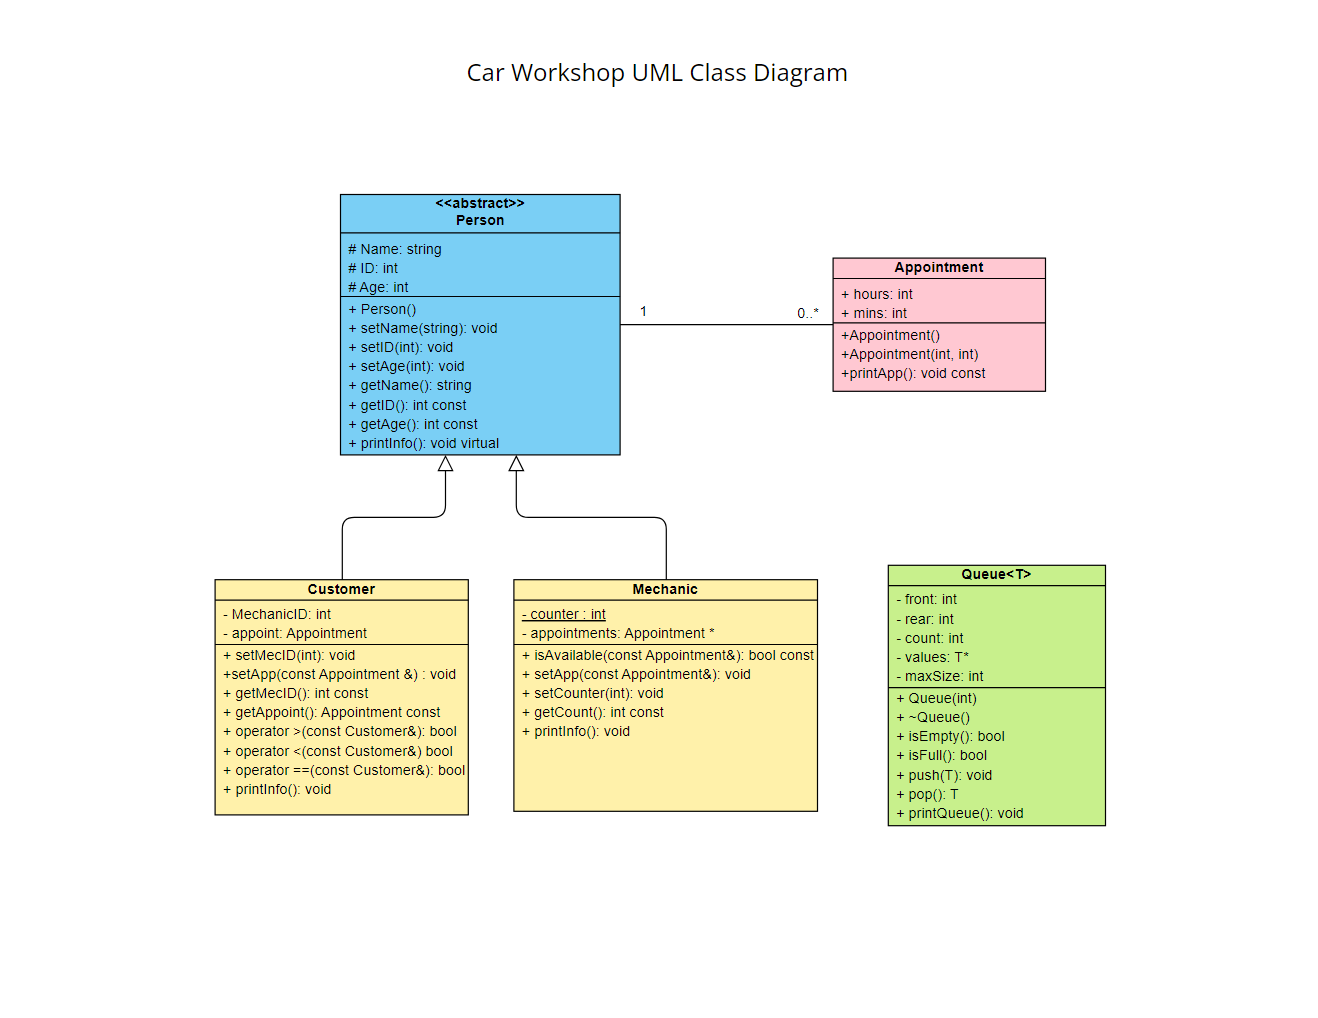 Car Workshop UML Class Diagram
<<abstract>>
Person
# Name: string
# ID: int
# Age: int
+ Person()
+ setName(string): void
+ setID(int): void
+ setAge(int): void
+ getName(): string
+ getID(): int const
+ getAge(): int const
+ printInfo(): void virtual
1
0..*
Appointment
+ hours: int
+ mins: int
+Appointment()
+Appointment(int, int)
+printApp(): void const
Customer
- MechanicID: int
- appoint: Appointment
+ setMecID(int): void
+setApp(const Appointment &) : void
+ getMecID(): int const
+ getAppoint(): Appointment const
+ operator >(const Customer&): bool
+ operator <(const Customer&) bool
+ operator ==(const Customer&): bool
+ printInfo(): void
Mechanic
- counter : int
- appointments: Appointment *
+ isAvailable(const Appointment&): bool const
+ setApp(const Appointment&): void
+ setCounter(int): void
+ getCount(): int const
+ printInfo(): void
Queue<T>
- front: int
- rear: int
- count: int
- values: T*
- maxSize: int
+ Queue(int)
+ ~Queue()
+ isEmpty(): bool
+ isFull(): bool
+ push(T): void
+ pop(): T
+ printQueue(): void